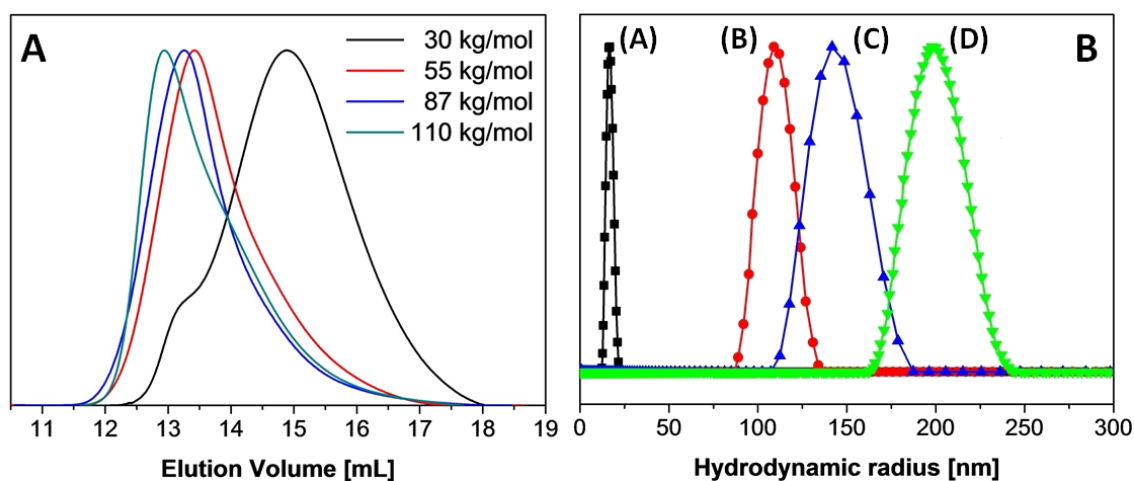 A
30 kg/mol
55 kg/mol
87 kg/mol
110 kg/mol
11 12 13 14 15 16 17 18 19
Elution Volume [mL]
(A) (B) (C) (D) B
0 50 100 150 200 250 300
Hydrodynamic radius [nm]